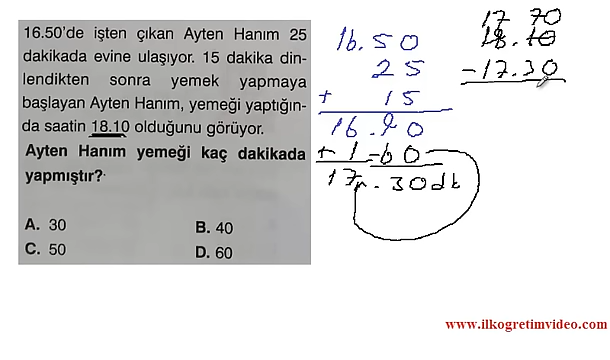 16.50'de işten çıkan Ayten Hanım 25
dakikada evine ulaşıyor. 15 dakika din-
lendikten sonra yemek yapmaya
başlayan Ayten Hanım, yemeği yaptığın-
da saatin 18.10 olduğunu görüyor.
Ayten Hanım yemeği kaç dakikada
yapmıştır?
A. 30
B. 40
C. 50
D. 60
16.50
25
+ 15
16.90
+ 1 -60
17 . 30dk
17 70
18.10
-17.30
www.ilkogretimvideo.com